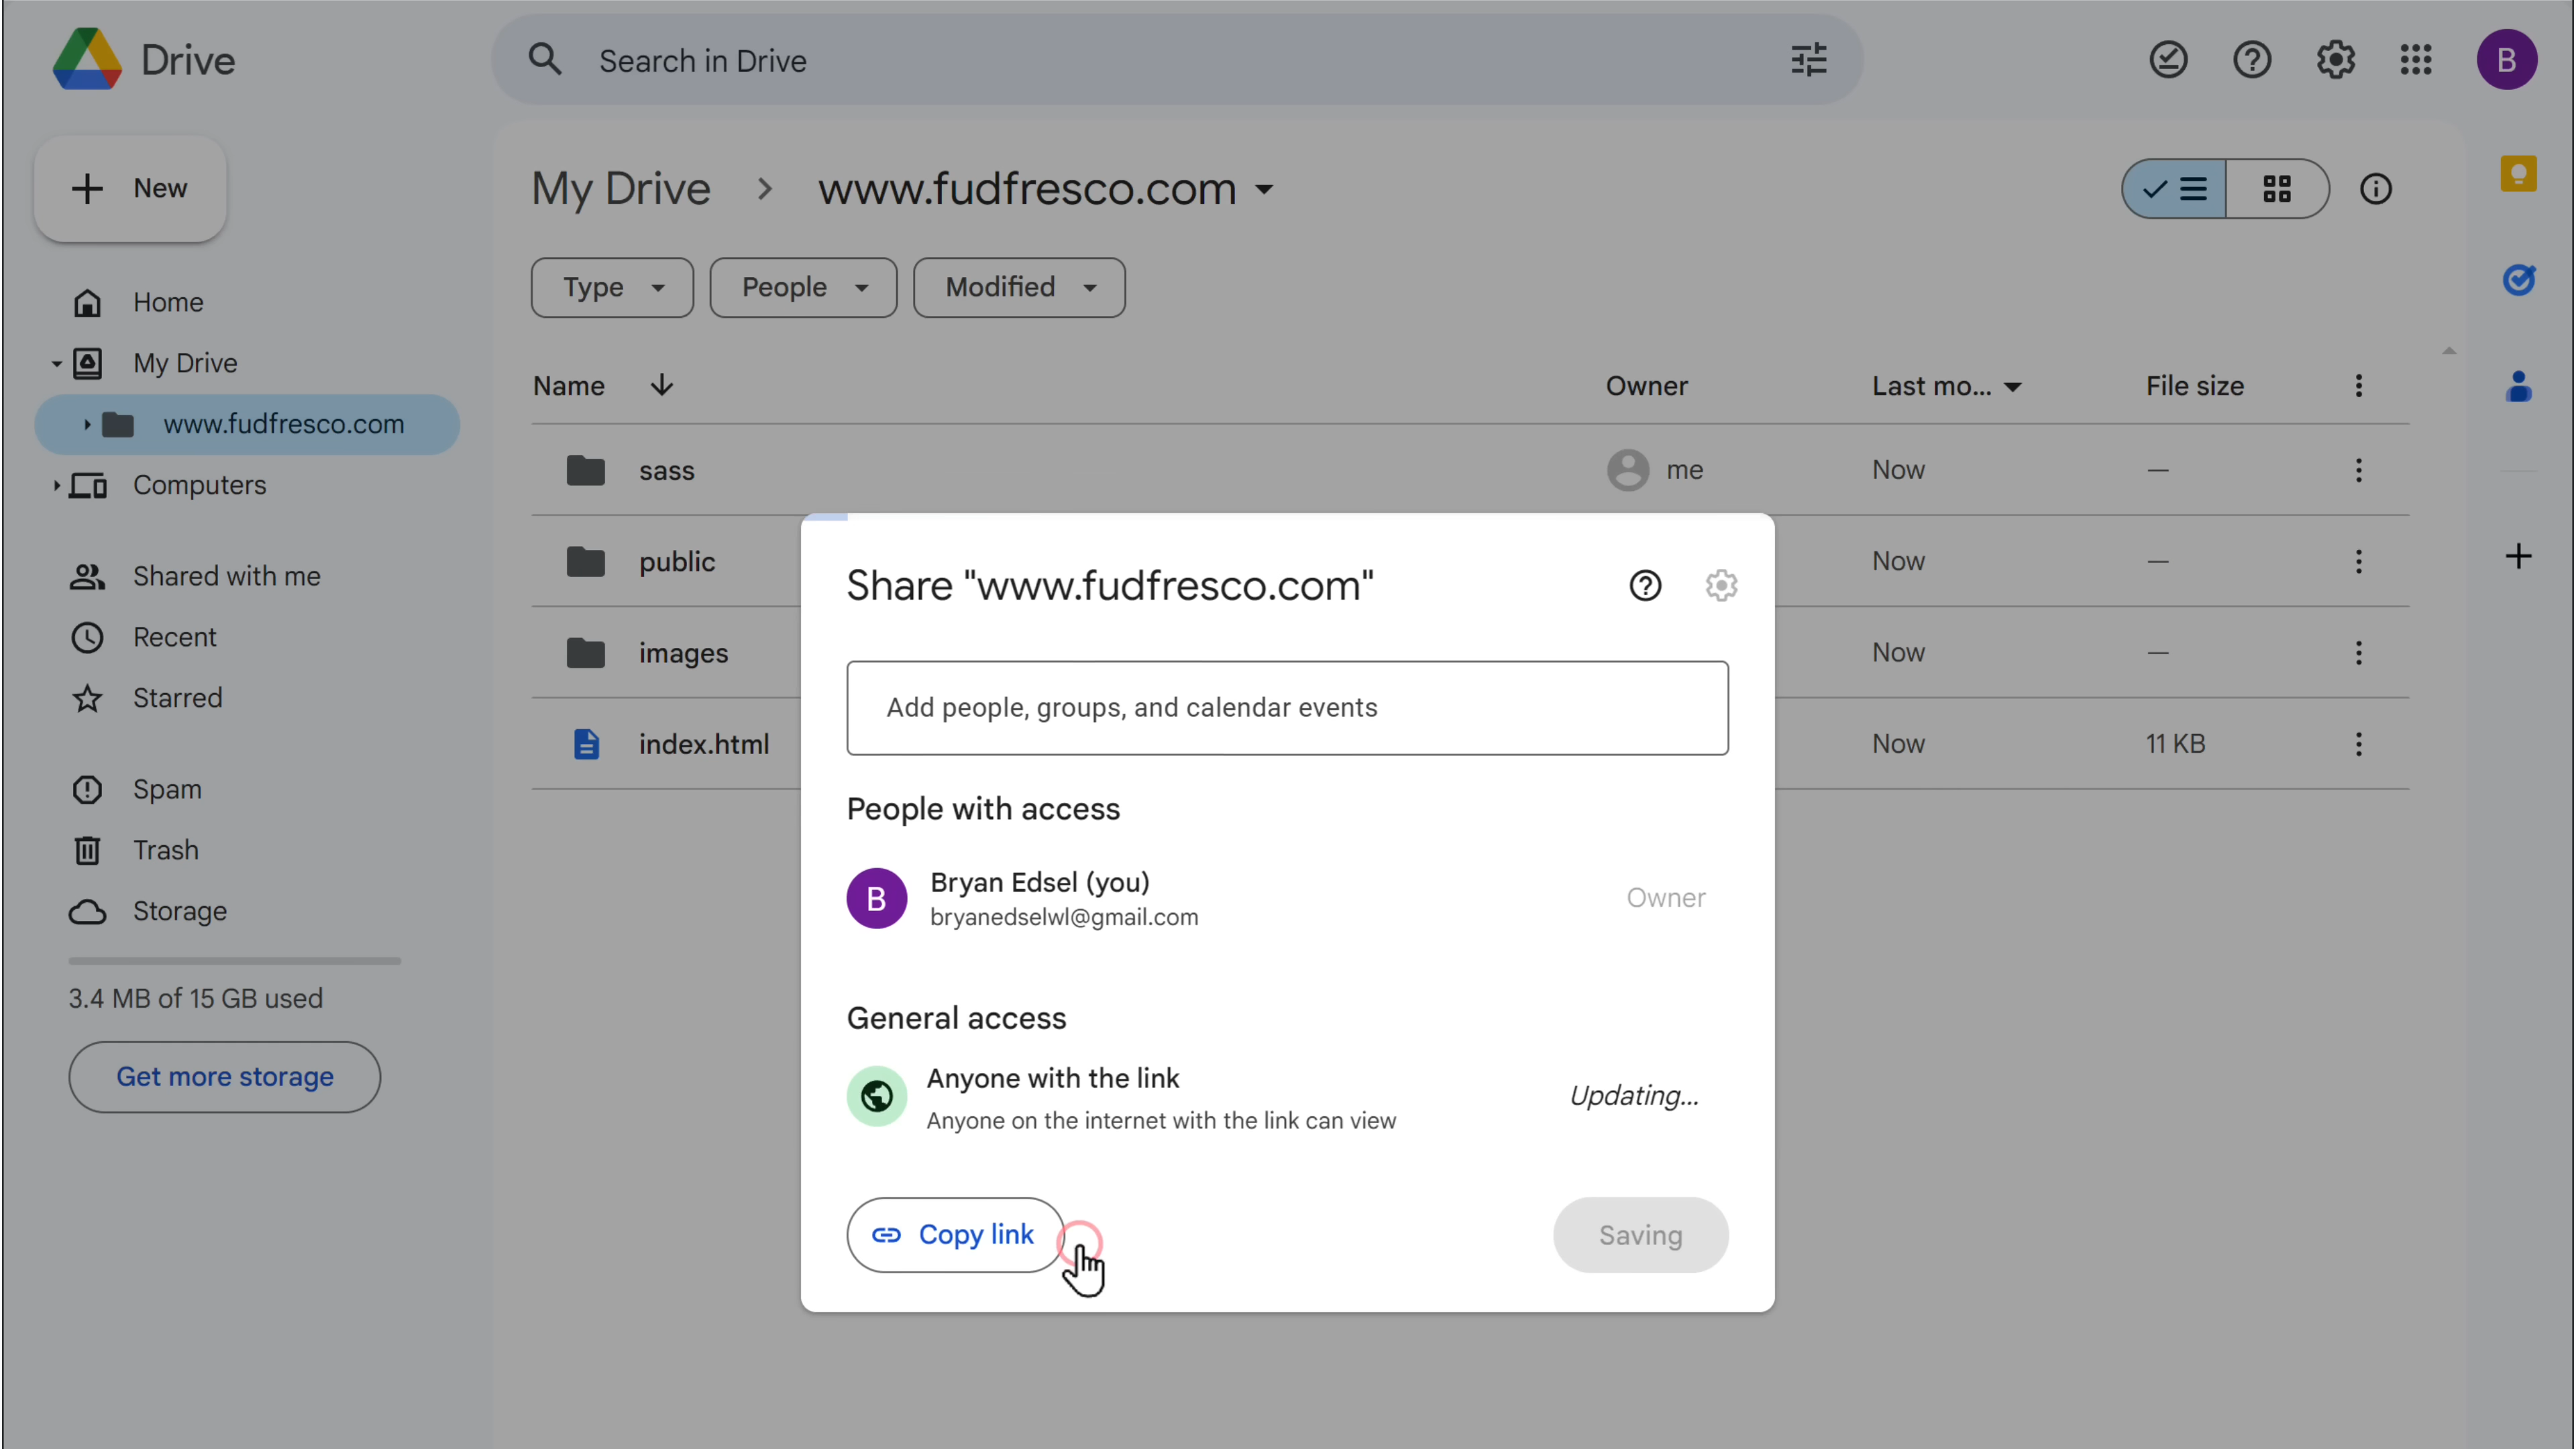 Drive
Search in Drive
B
New
My Drive
www.fudfresco.com
Type
People
Modified
Home
My Drive
www.fudfresco.com
Computers
Shared with me
Recent
Starred
Spam
Trash
Storage
3.4 MB of 15 GB used
Get more storage
Name
Owner
Last mo...
File size
sass
me
Now
—
public
Now
—
images
Now
—
index.html
Now
11 KB
Share "www.fudfresco.com"
Add people, groups, and calendar events
People with access
B
Bryan Edsel (you)
bryanedselwl@gmail.com
Owner
General access
Anyone with the link
Anyone on the internet with the link can view
Updating...
Copy link
Saving